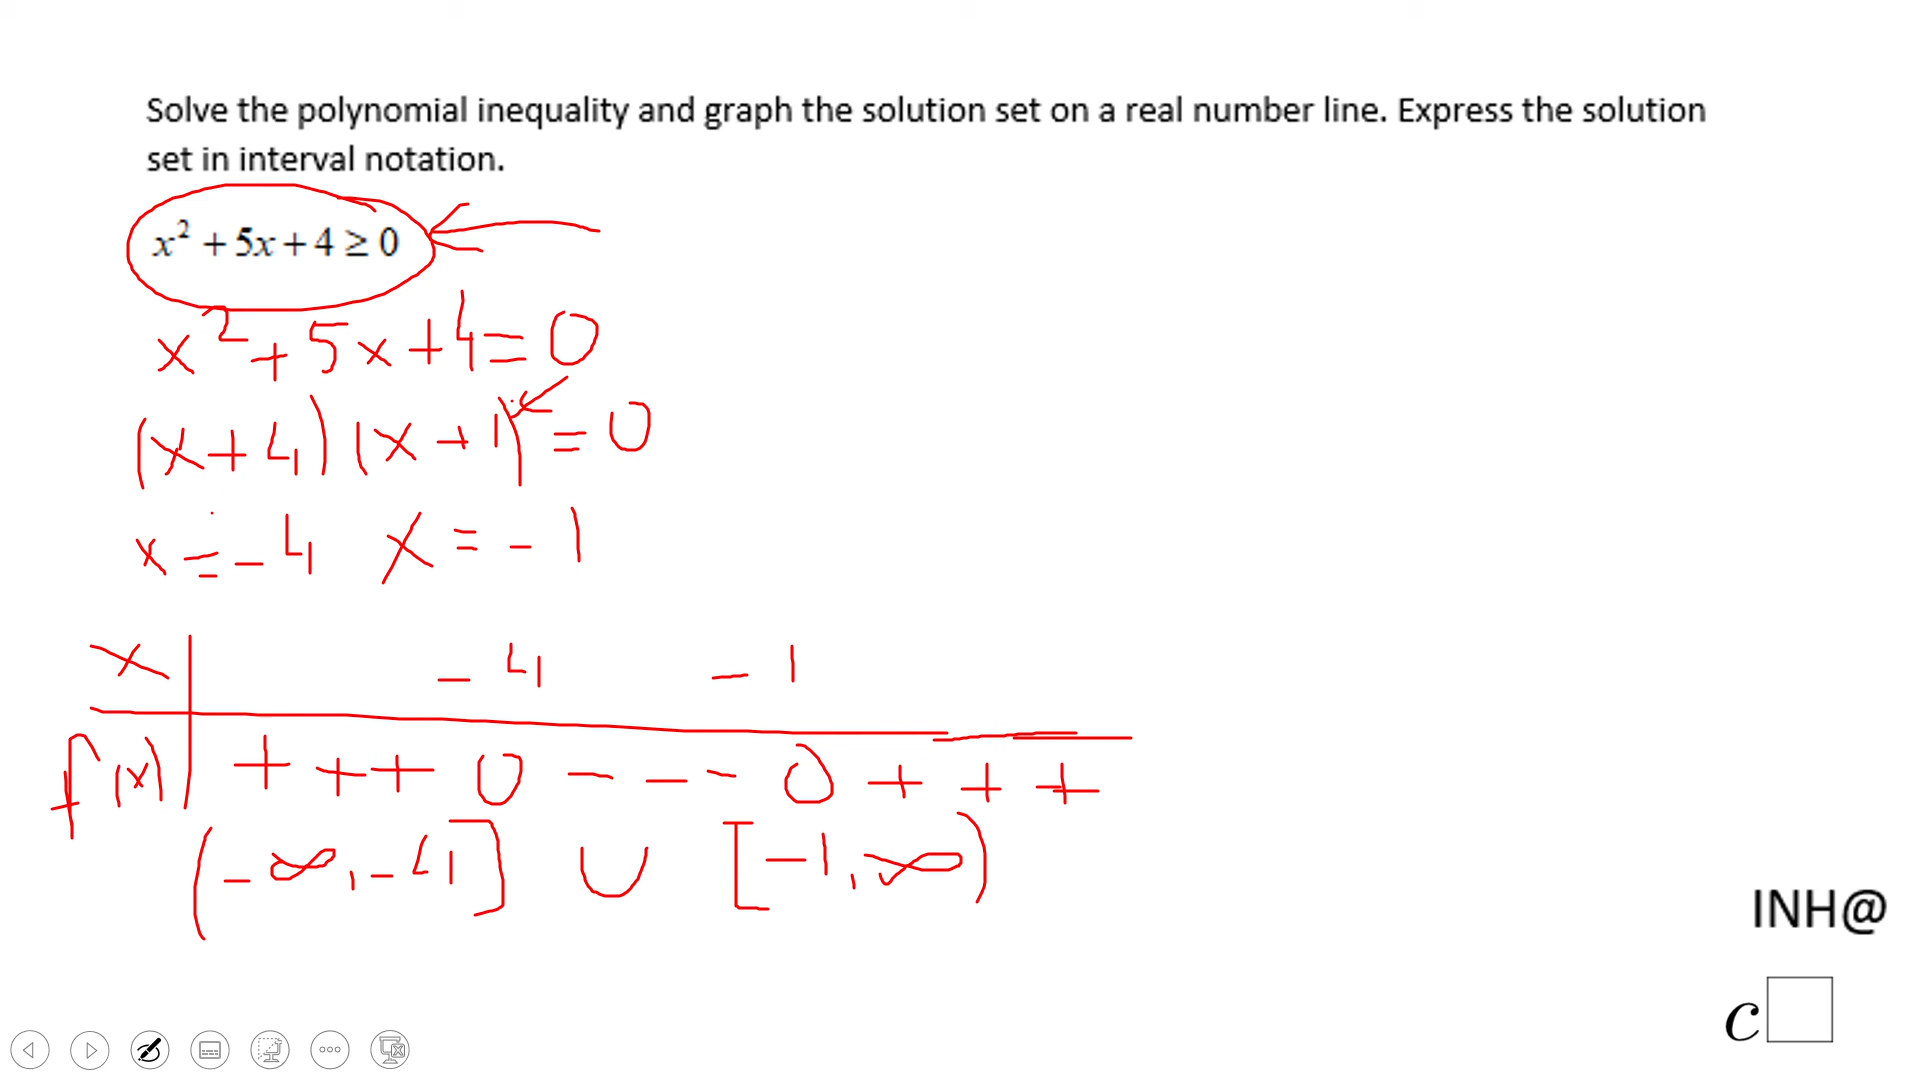 Solve the polynomial inequality and graph the solution set on a real number line. Express the solution
set in interval notation.
x² + 5x + 4 ≥ 0
x² + 5x + 4 = 0
(x + 4) (x + 1) = 0
x = -4 x = -1
x -4 -1
f(x) + + + 0 - - - 0 + + +
(-∞, -4] ∪ [-1, ∞)
INH@
c